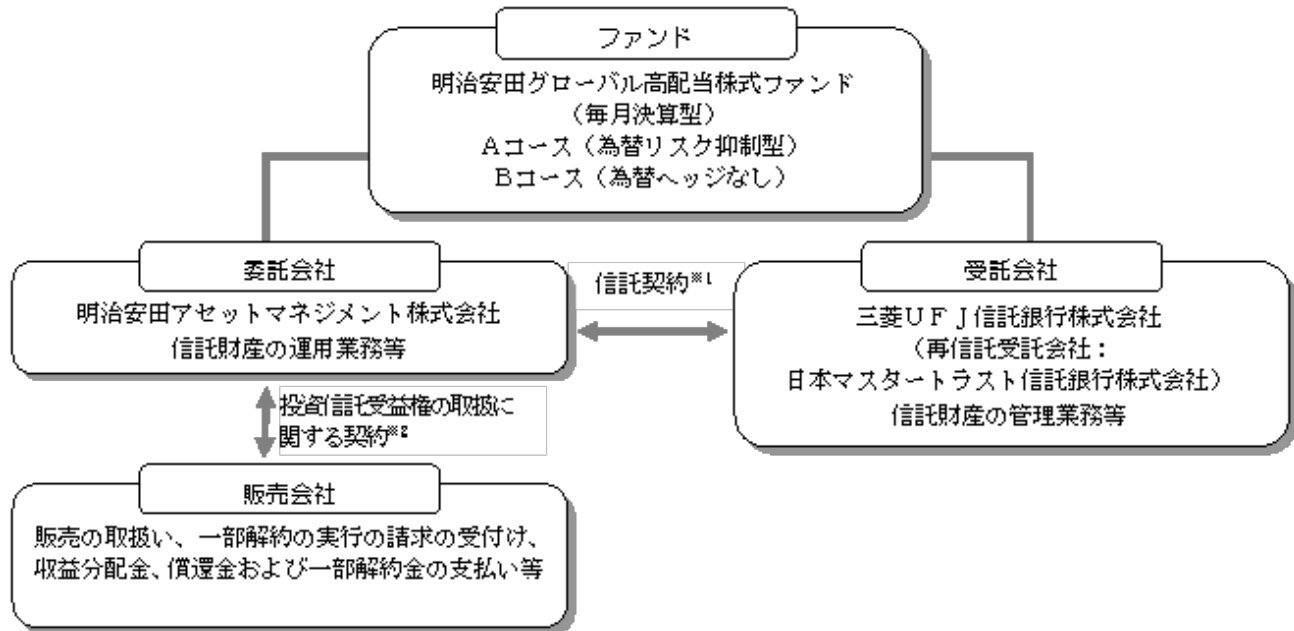 ファンド
明治安田グローバル高配当株式ファンド
（毎月決算型）
Ａコース（為替リスク抑制型）
Ｂコース（為替ヘッジなし）
委託会社
明治安田アセットマネジメント株式会社
信託財産の運用業務等
信託契約※1
受託会社
三菱ＵＦＪ信託銀行株式会社
（再信託受託会社：
日本マスタートラスト信託銀行株式会社）
信託財産の管理業務等
投資信託受益権の取扱に
関する契約※2
販売会社
販売の取扱い、一部解約の実行の請求の受付け、
収益分配金、償還金および一部解約金の支払い等